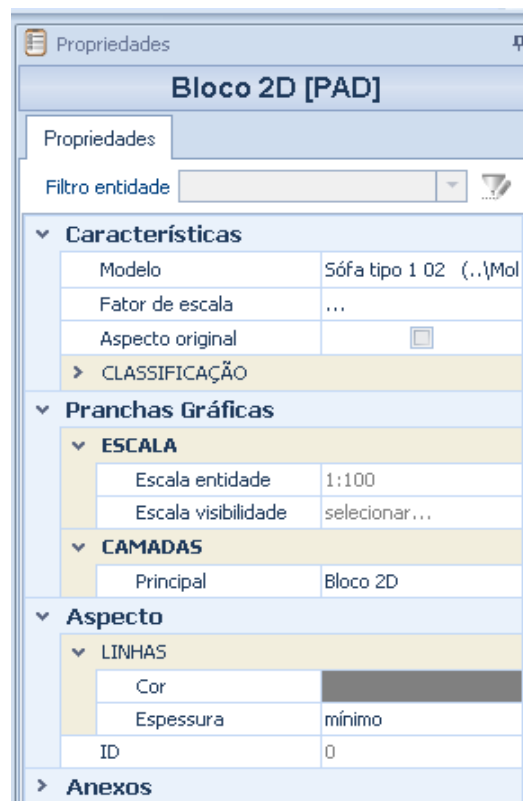 Propriedades
Bloco 2D [PAD]
Propriedades
Filtro entidade
Características
Modelo Sófa tipo 1 02 (..\Mol
Fator de escala ...
Aspecto original
CLASSIFICAÇÃO
Pranchas Gráficas
ESCALA
Escala entidade 1:100
Escala visibilidade selecionar...
CAMADAS
Principal Bloco 2D
Aspecto
LINHAS
Cor
Espessura mínimo
ID 0
Anexos